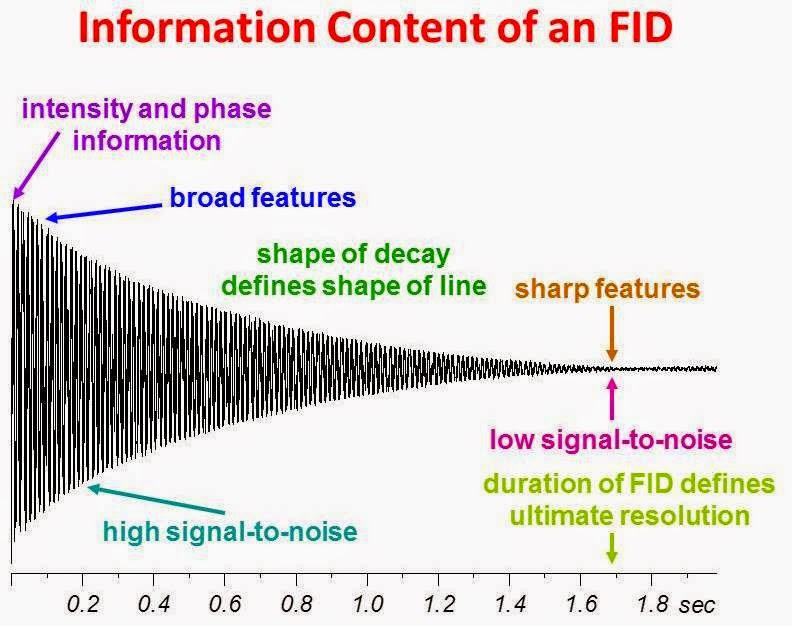 Information Content of an FID
intensity and phase
information
broad features
shape of decay
defines shape of line
sharp features
low signal-to-noise
duration of FID defines
ultimate resolution
high signal-to-noise
0.2 0.4 0.6 0.8 1.0 1.2 1.4 1.6 1.8 sec